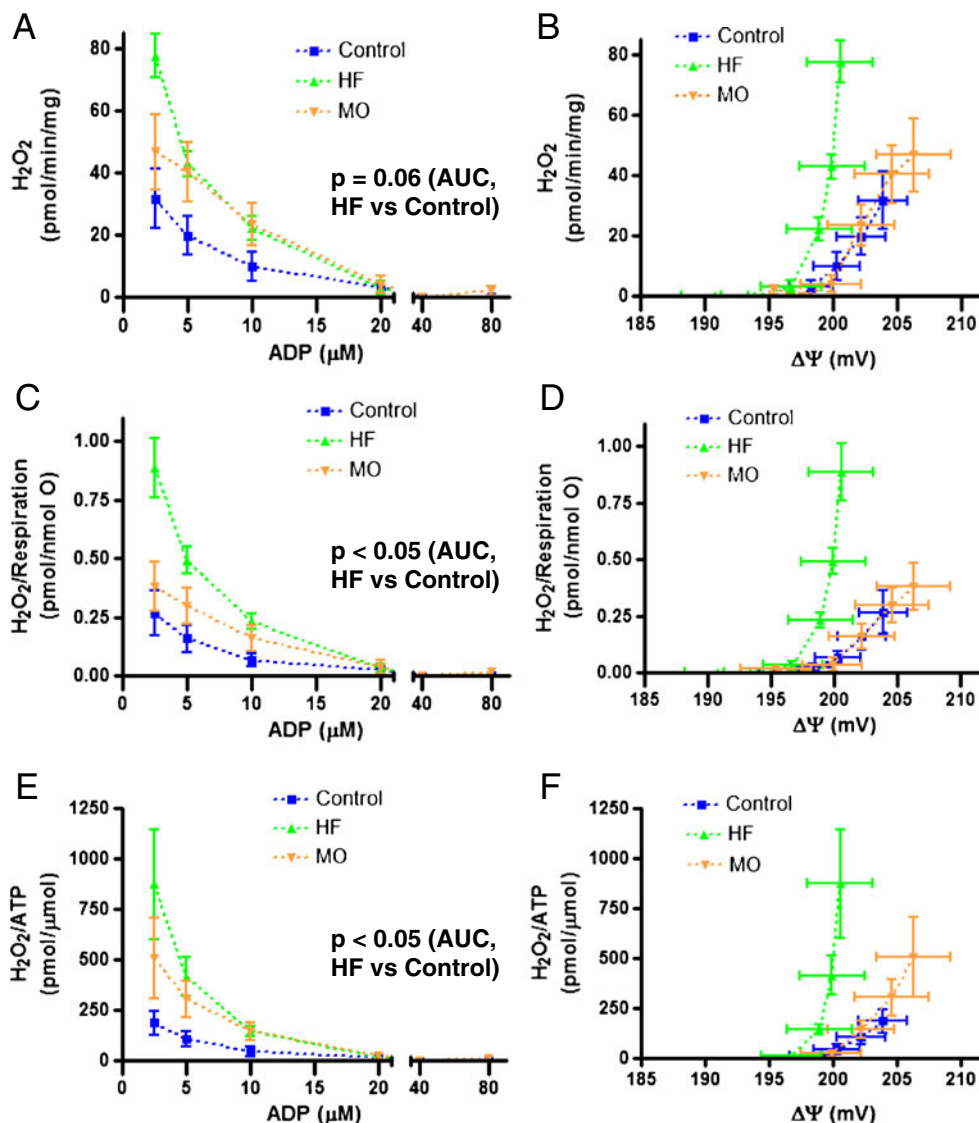 A
H₂O₂
(pmol/min/mg)
80
60
40
20
0
Control
HF
MO
p = 0.06 (AUC,
HF vs Control)
0 5 10 15 20 40 80
ADP (μM)
B
H₂O₂
(pmol/min/mg)
80
60
40
20
0
Control
HF
MO
185 190 195 200 205 210
ΔΨ (mV)
C
H₂O₂/Respiration
(pmol/nmol O)
1.00
0.75
0.50
0.25
0.00
Control
HF
MO
p < 0.05 (AUC,
HF vs Control)
0 5 10 15 20 40 80
ADP (μM)
D
H₂O₂/Respiration
(pmol/nmol O)
1.00
0.75
0.50
0.25
0.00
Control
HF
MO
185 190 195 200 205 210
ΔΨ (mV)
E
H₂O₂/ATP
(pmol/μmol)
1250
1000
750
500
250
0
Control
HF
MO
p < 0.05 (AUC,
HF vs Control)
0 5 10 15 20 40 80
ADP (μM)
F
H₂O₂/ATP
(pmol/μmol)
1250
1000
750
500
250
0
Control
HF
MO
185 190 195 200 205 210
ΔΨ (mV)